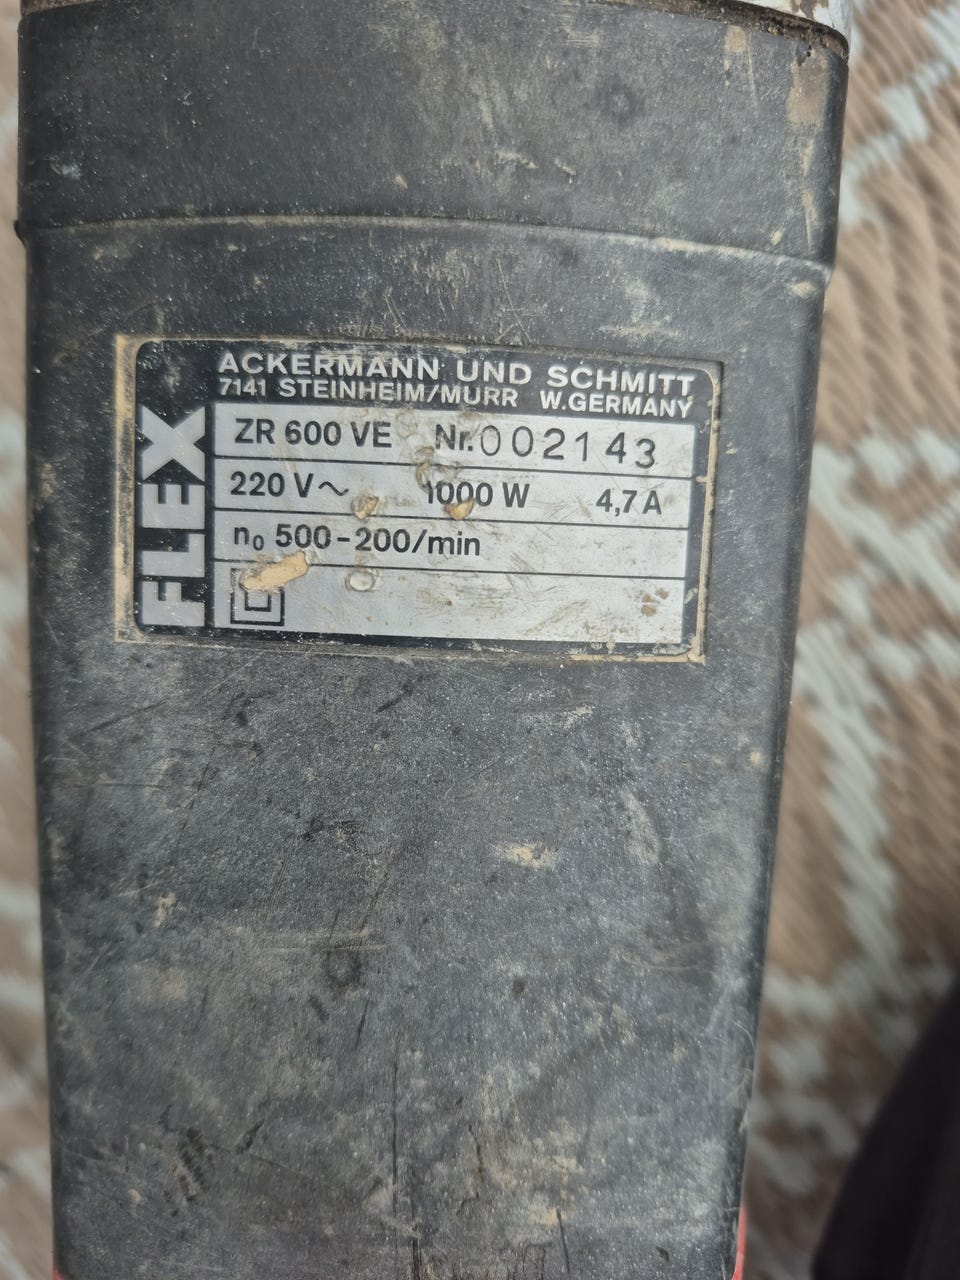 FLEX
ACKERMANN UND SCHMITT
7141 STEINHEIM/MURR W.GERMANY
ZR 600 VE Nr.002143
220 V~ 1000 W 4,7 A
n₀ 500-200/min